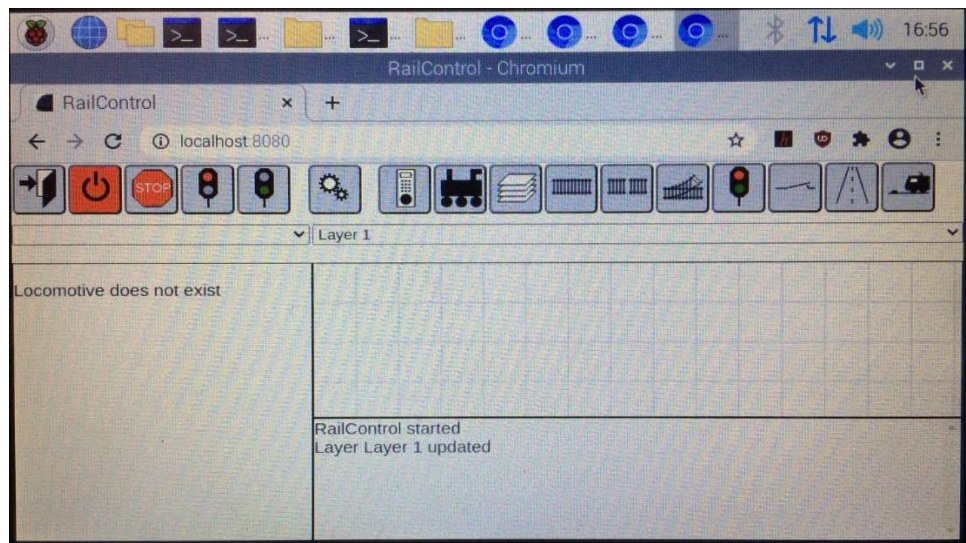 16:56
RailControl - Chromium
RailControl
localhost:8080
STOP
Layer 1
Locomotive does not exist
RailControl started
Layer Layer 1 updated